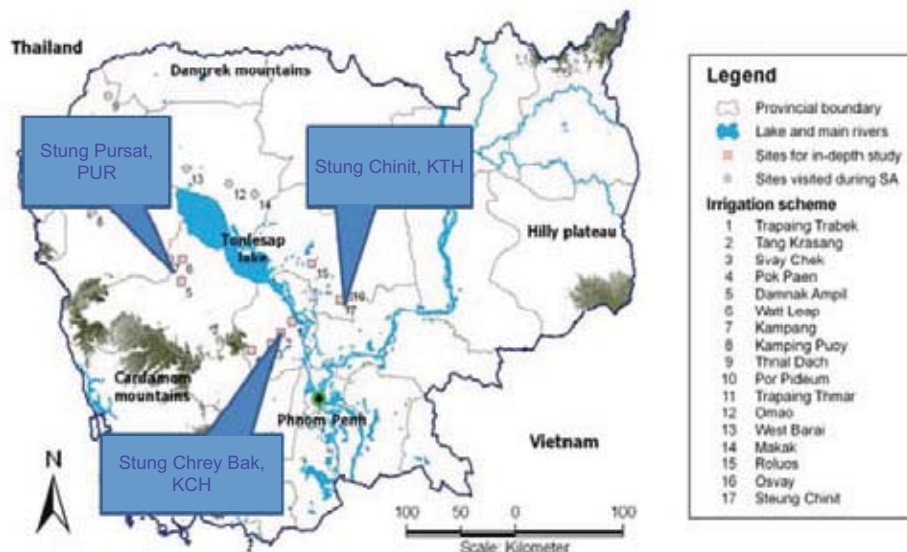 Thailand
Dangrek mountains
9
Stung Pursat,
PUR
Stung Chinit, KTH
13
12
14
8
Tonlesap
lake
Hilly plateau
15
6
5
16
17
2
Cardamom
mountains
Phnom Penh
Stung Chrey Bak,
KCH
Vietnam
N
100 50 0 100
Scale: Kilometer
Legend
Provincial boundary
Lake and main rivers
Sites for in-depth study
Sites visited during SA
Irrigation scheme
1 Trapaing Trabek
2 Tang Krasang
3 Svay Chek
4 Pok Paen
5 Damnak Ampil
6 Watt Leap
7 Kampang
8 Kamping Puoy
9 Thnal Dach
10 Por Pideum
11 Trapaing Thmar
12 Omao
13 West Barai
14 Makak
15 Roluos
16 Osvay
17 Steung Chinit